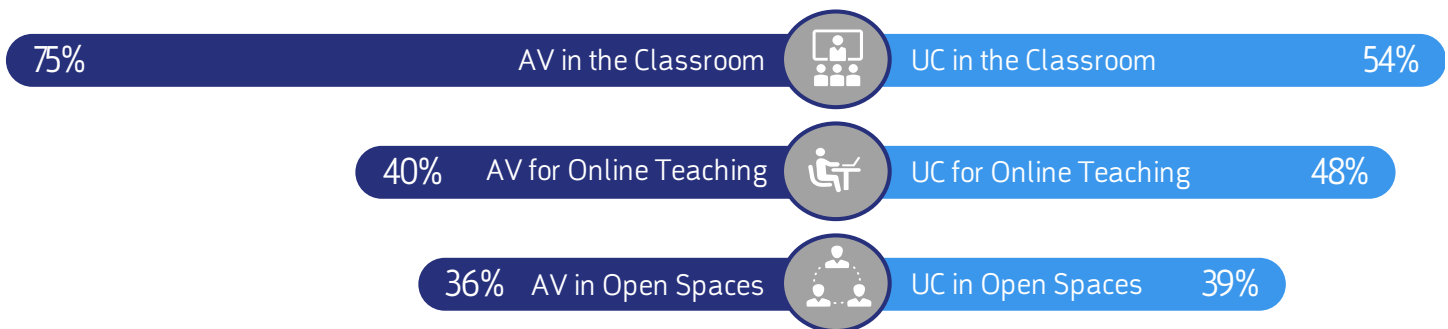 75% AV in the Classroom UC in the Classroom 54%
40% AV for Online Teaching UC for Online Teaching 48%
36% AV in Open Spaces UC in Open Spaces 39%